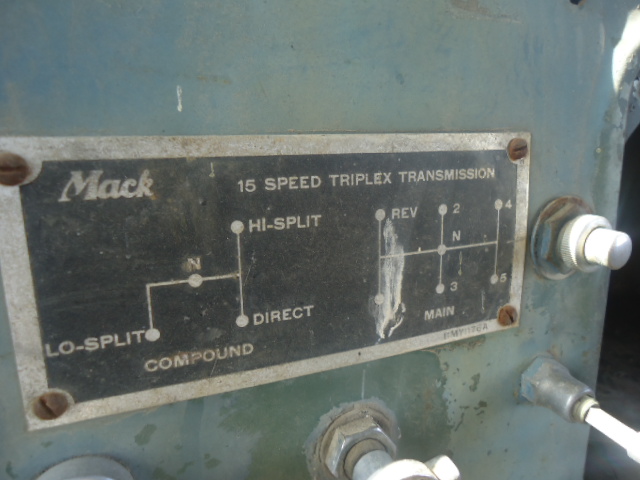 Mack 15 SPEED TRIPLEX TRANSMISSION
REV 2 4
HI-SPLIT
N N
DIRECT 3 5
LO-SPLIT MAIN
COMPOUND